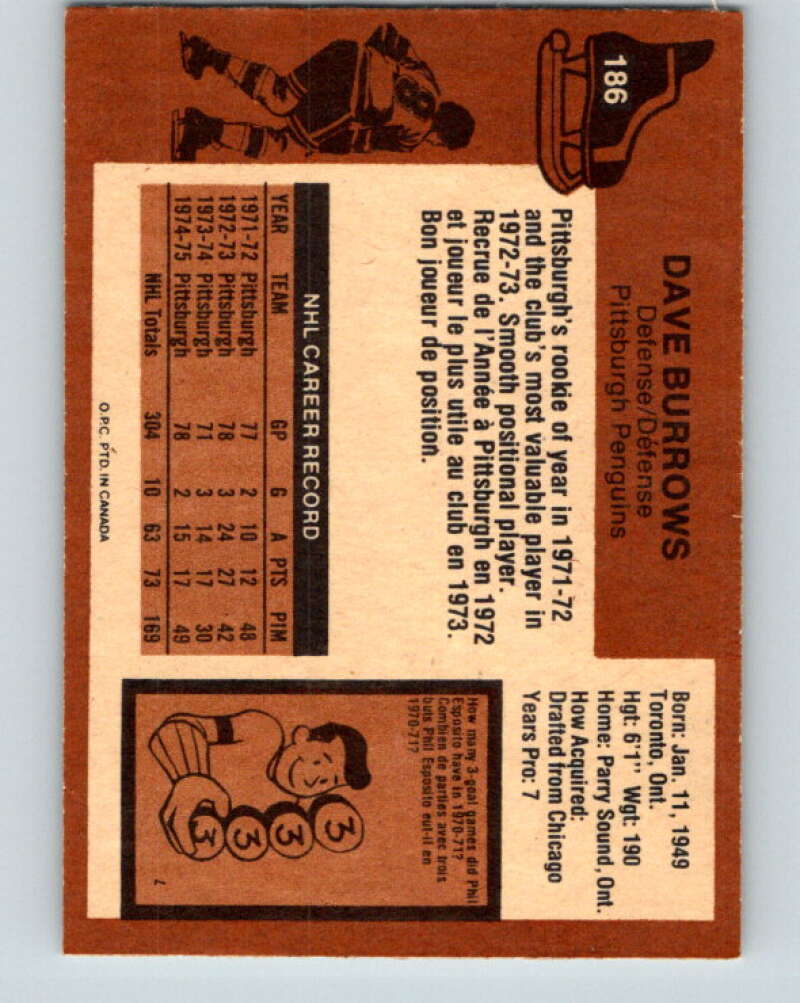 186
DAVE BURROWS
Defense/Défense
Pittsburgh Penguins
Born: Jan. 11, 1949
Toronto, Ont.
Hgt: 6'1" Wgt: 190
Home: Parry Sound, Ont.
How Acquired:
Drafted from Chicago
Years Pro: 7
Pittsburgh's rookie of year in 1971-72
and the club's most valuable player in
1972-73. Smooth positional player.
Recrue de l'Année à Pittsburgh en 1972
et joueur le plus utile au club en 1973.
Bon joueur de position.
NHL CAREER RECORD
YEAR TEAM GP G A PTS PIM
1971-72 Pittsburgh 77 2 10 12 48
1972-73 Pittsburgh 78 3 24 27 42
1973-74 Pittsburgh 71 3 14 17 30
1974-75 Pittsburgh 78 2 15 17 49
NHL Totals 304 10 63 73 169
How many 3-goal games did Phil
Esposito have in 1970-71?
Combien de parties avec trois
buts Phil Esposito eut-il en
1970-71?
3 3 3 3
7
8
O.P.C. PTD. IN CANADA